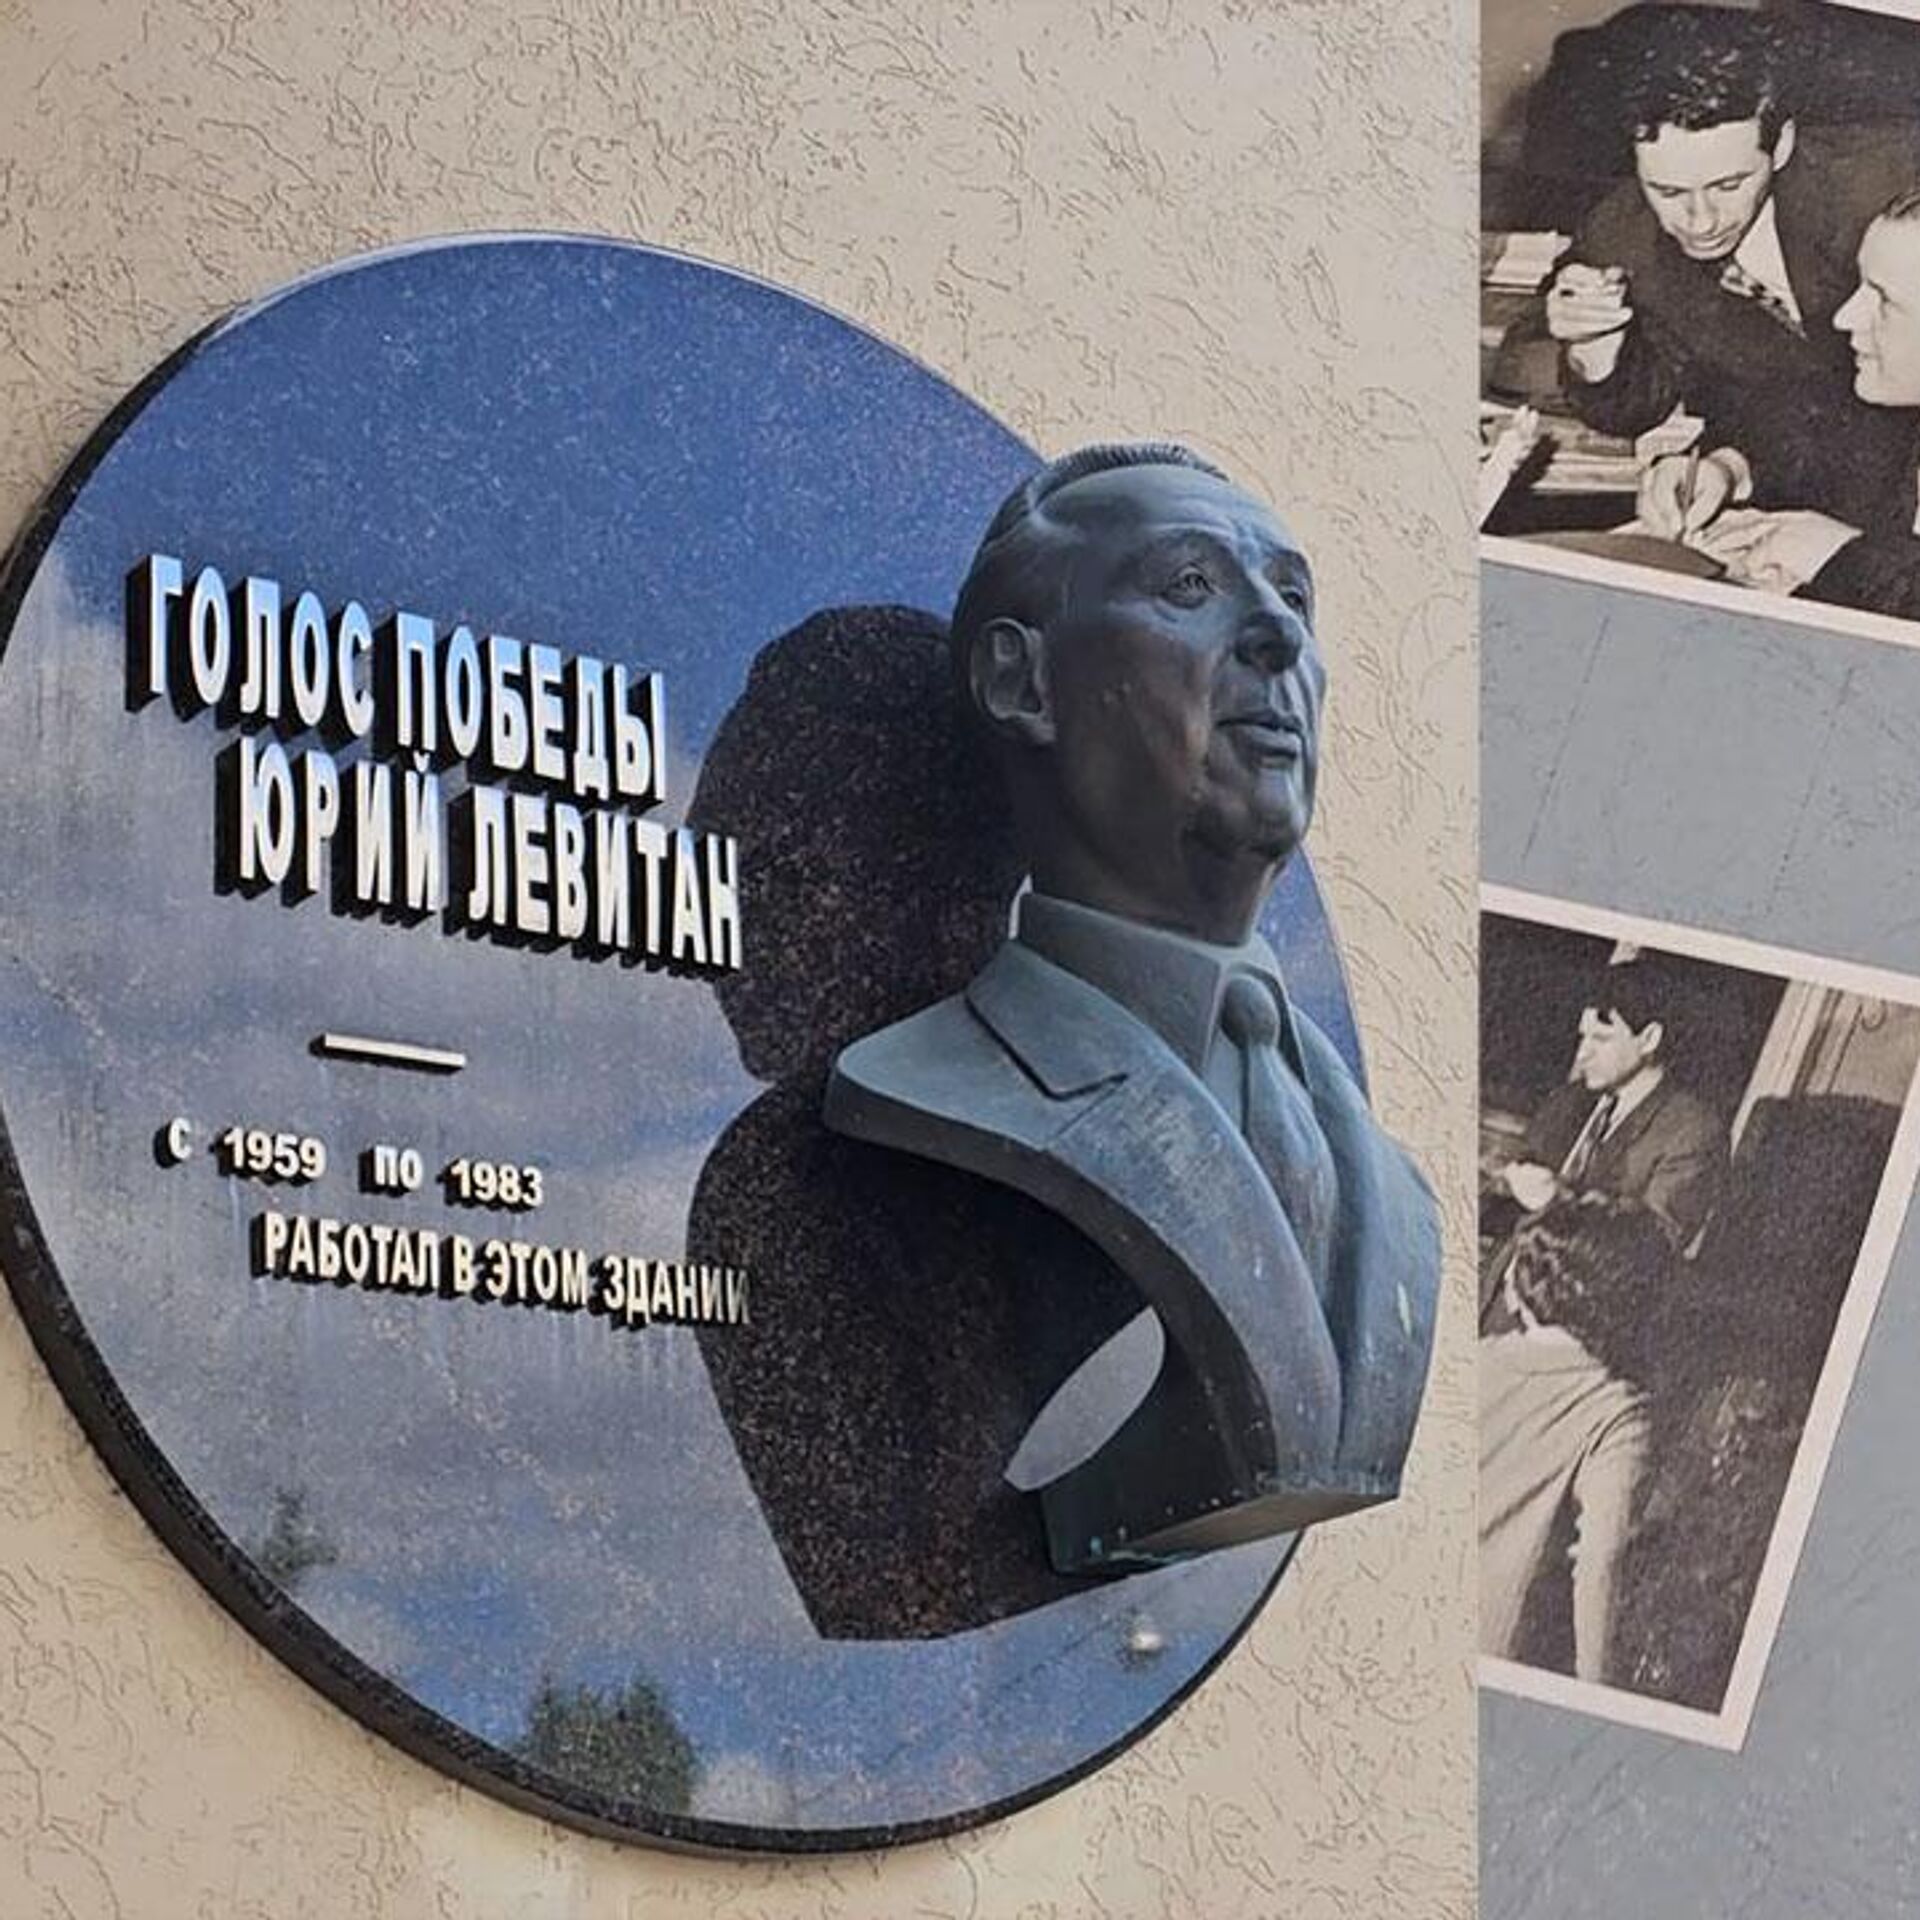 ГОЛОС ПОБЕДЫ
ЮРИЙ ЛЕВИТАН
—
С 1959 ПО 1983
РАБОТАЛ В ЭТОМ ЗДАНИИ